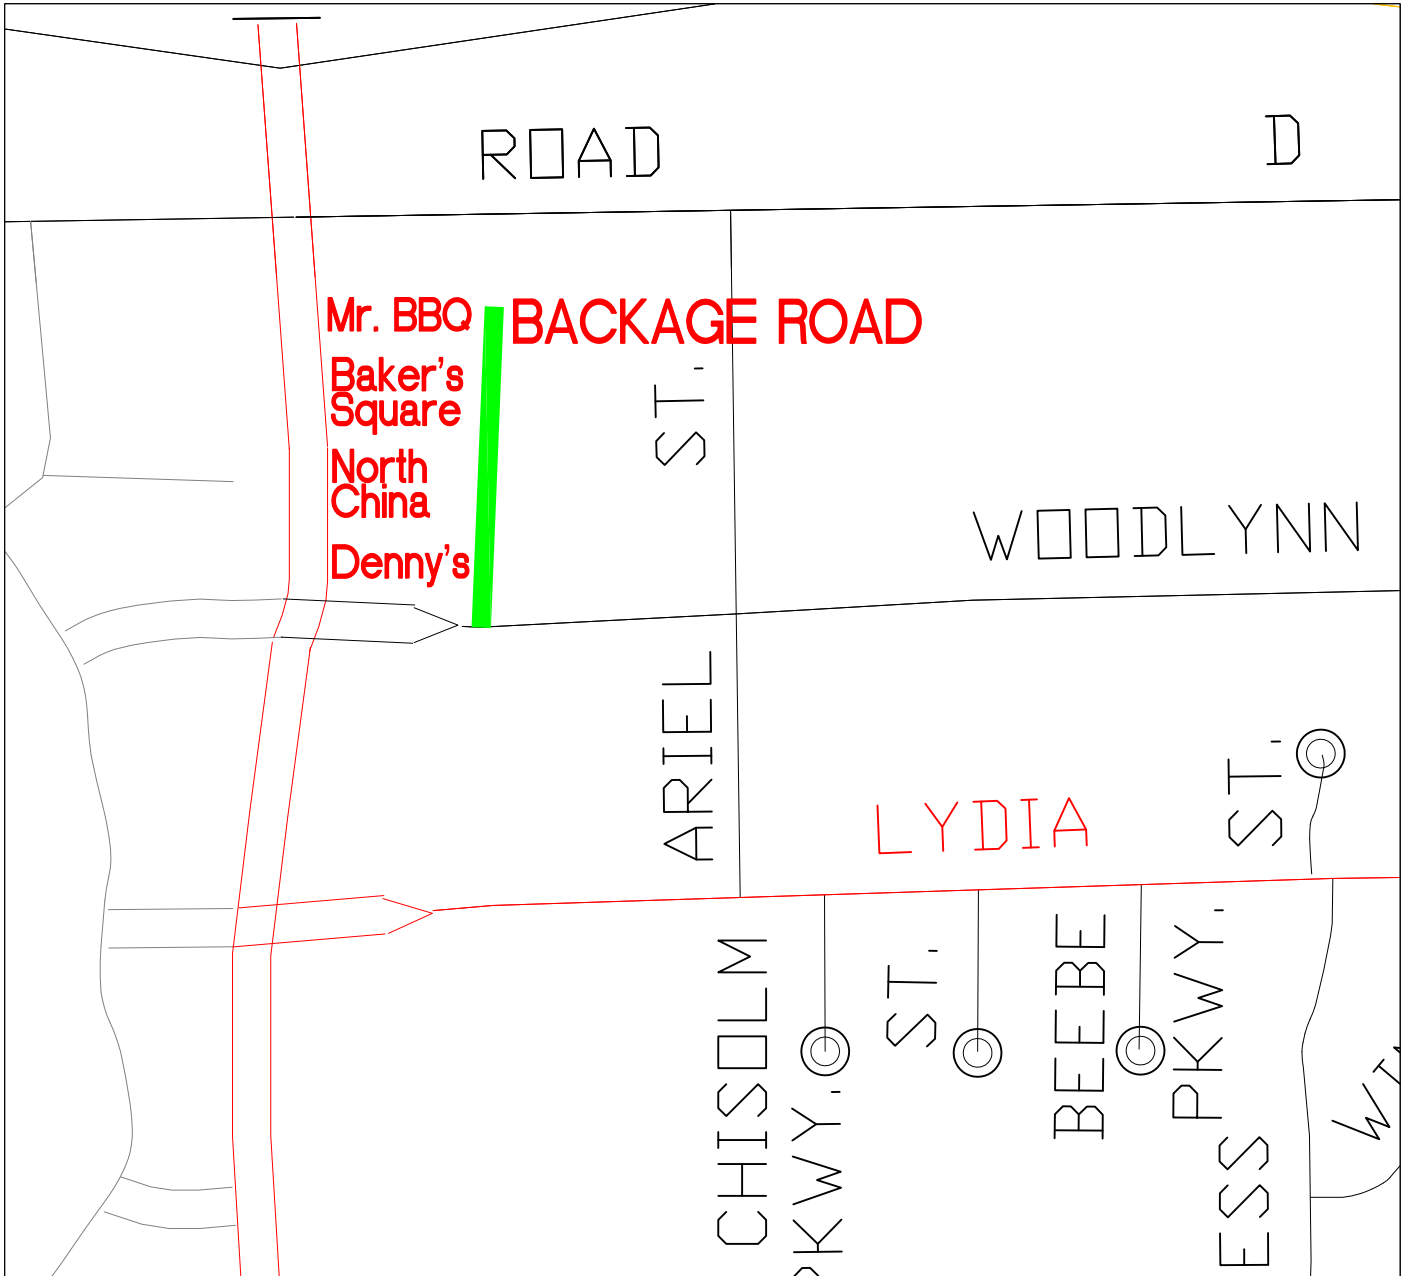 ROAD D
Mr. BBQ
BACKAGE ROAD
Baker's
Square
North
China
Denny's
ARIEL ST.
WOODLYNN
LYDIA
ST.
CHISOLM
PKWY.
ST.
BEEBE
PKWY.